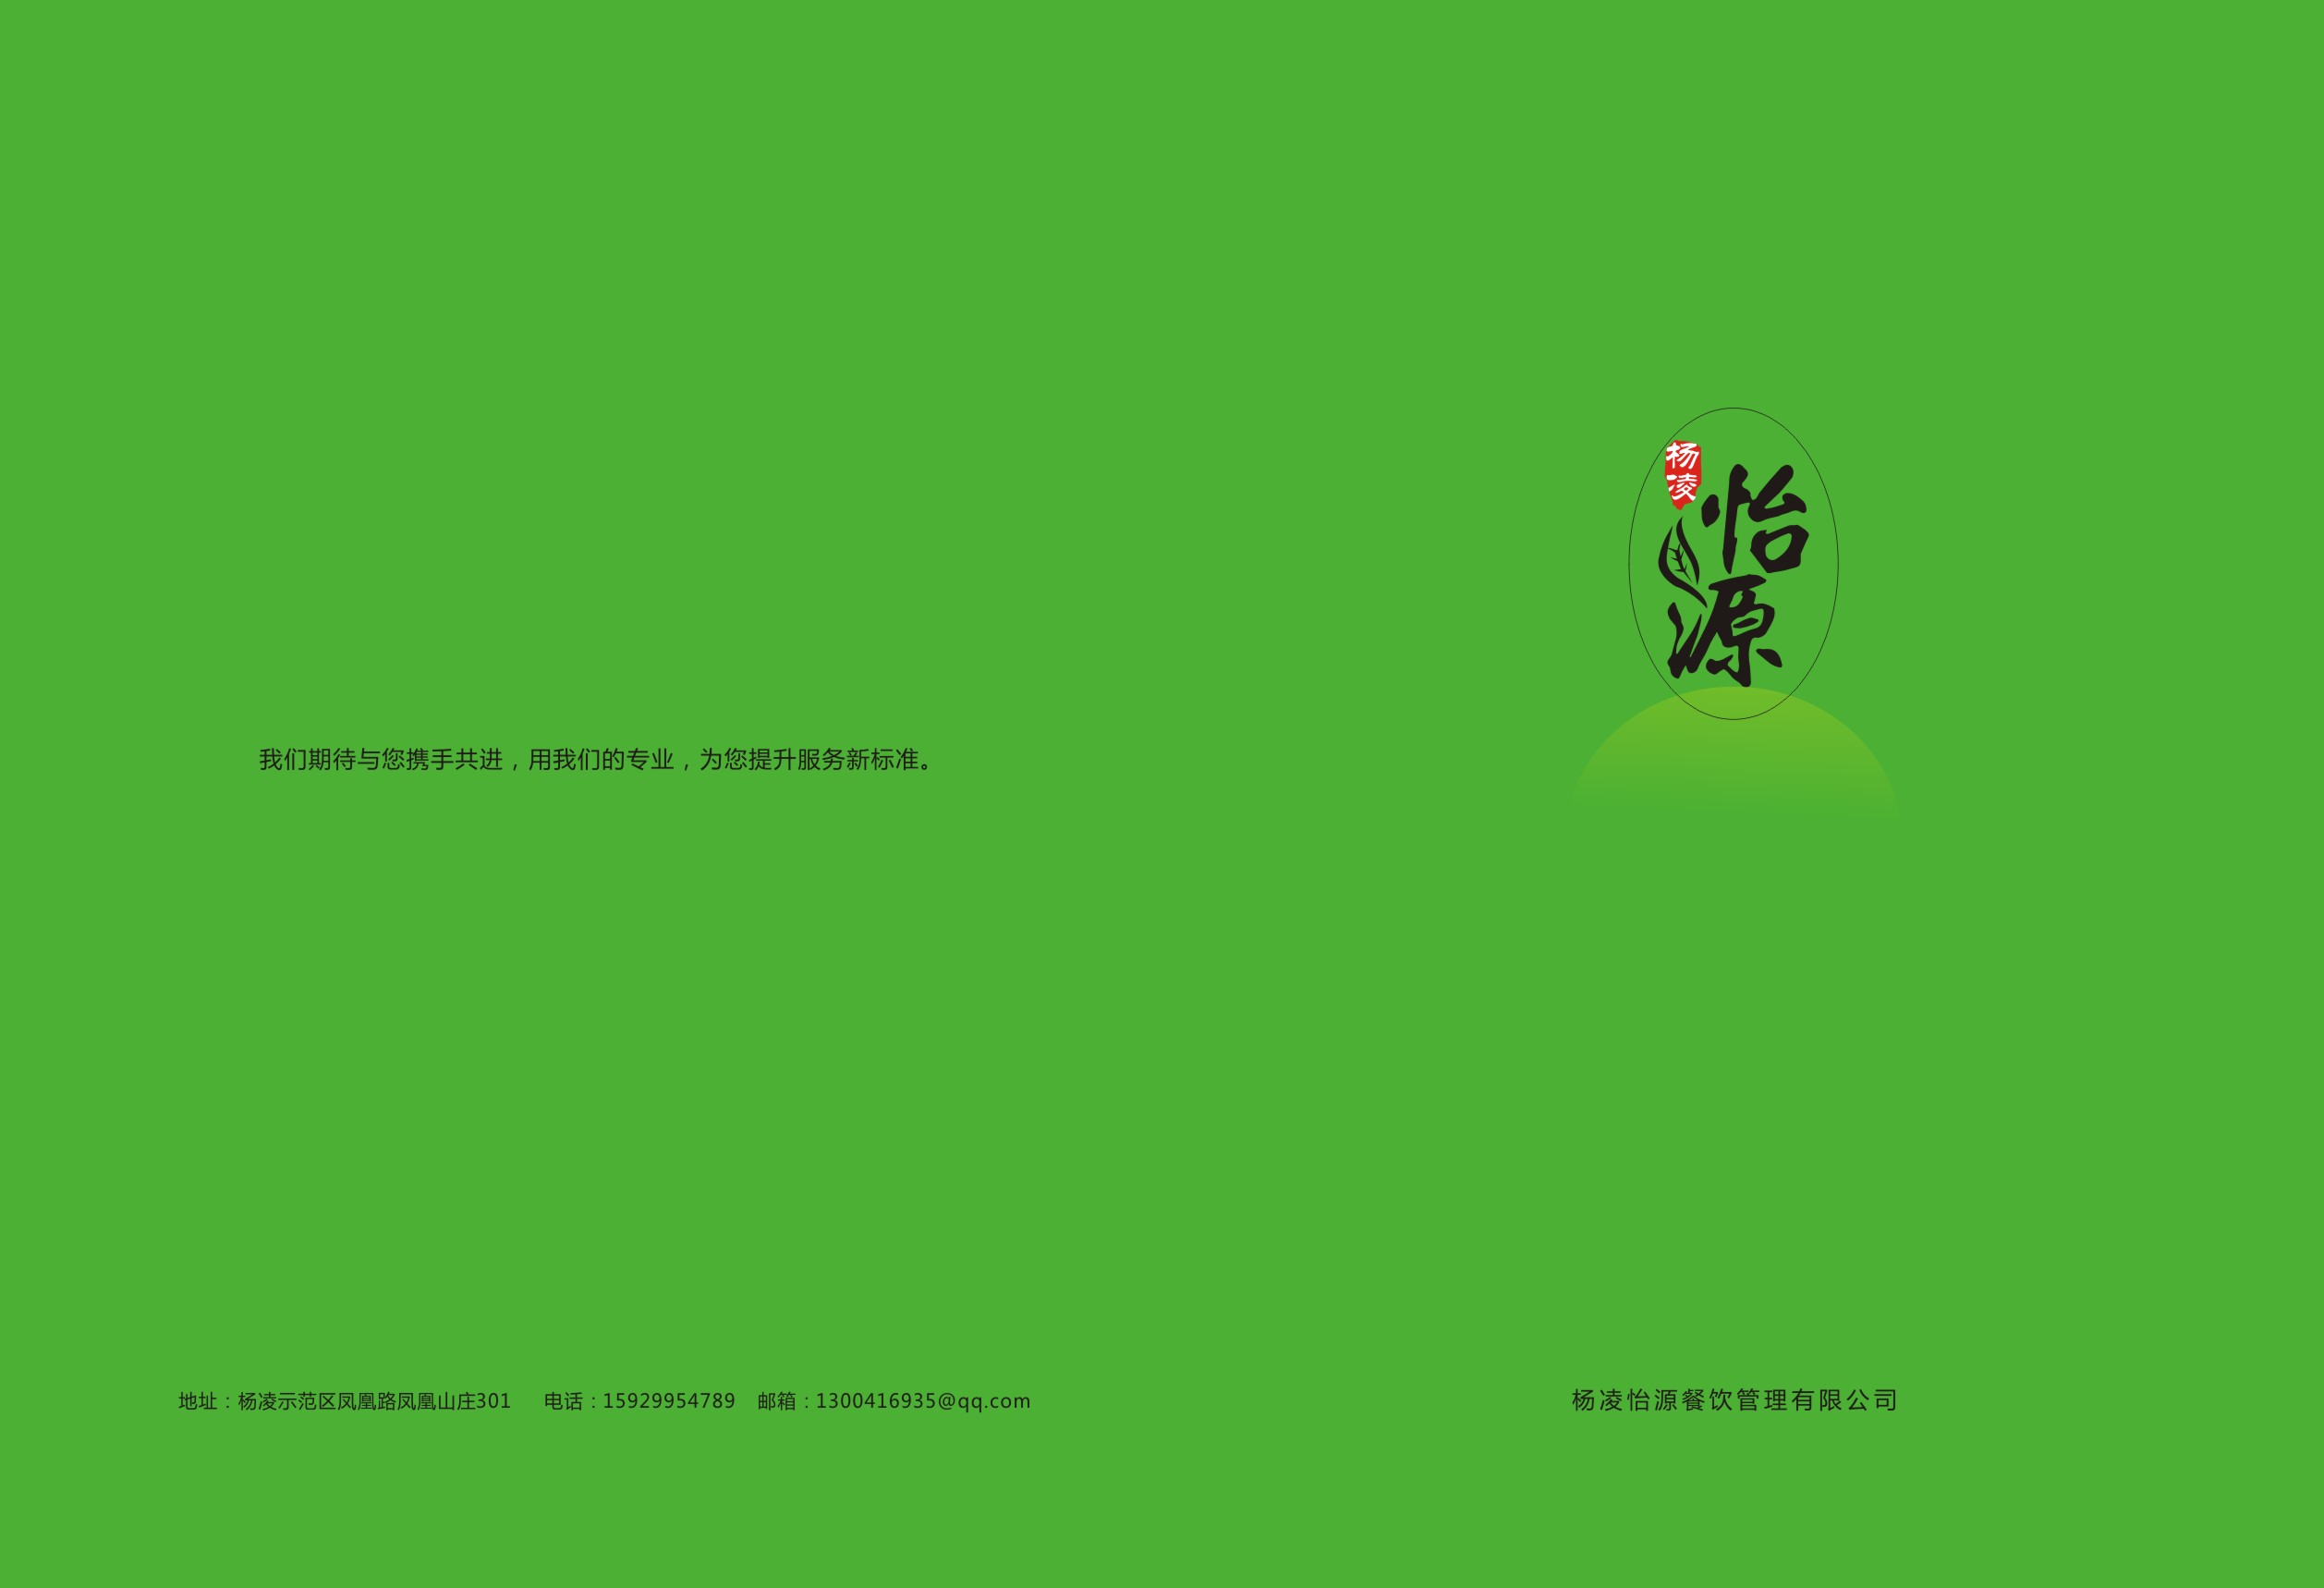 我们期待与您携手共进，用我们的专业，为您提升服务新标准。
地址：杨凌示范区凤凰路凤凰山庄301 电话：15929954789 邮箱：1300416935@qq.com
杨凌
怡源
杨凌怡源餐饮管理有限公司